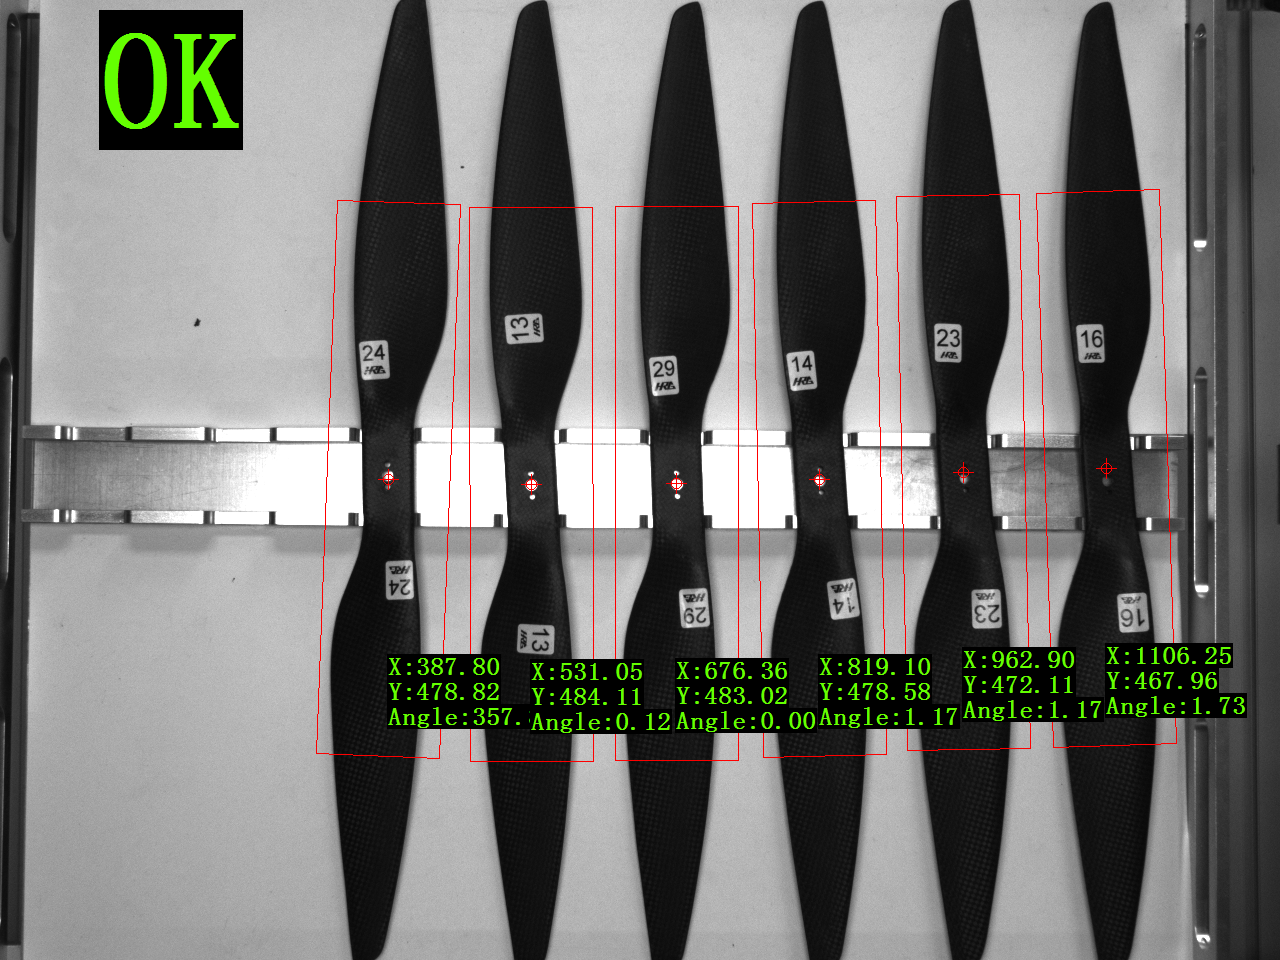 OK
13
24
29
14
23
16
24
13
29
14
23
16
X:387.80
Y:478.82
Angle:357.
X:531.05
Y:484.11
Angle:0.12
X:676.36
Y:483.02
Angle:0.00
X:819.10
Y:478.58
Angle:1.17
X:962.90
Y:472.11
Angle:1.17
X:1106.25
Y:467.96
Angle:1.73